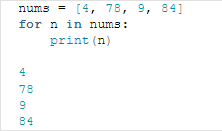 nums = [4, 78, 9, 84]
for n in nums:
    print(n)

4
78
9
84